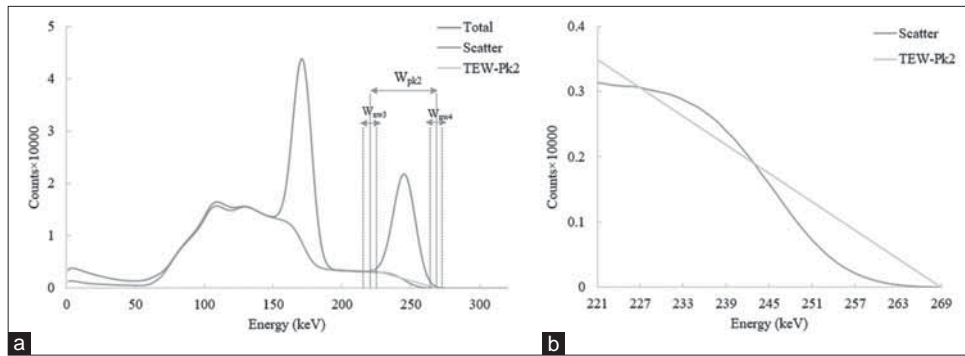 5
4
3
2
1
0
Counts×10000
0 50 100 150 200 250 300
Energy (keV)
Total
Scatter
TEW-Pk2
Wpk2
Wsw3
Wsw4
a
0.4
0.3
0.2
0.1
0
Counts×10000
221 227 233 239 245 251 257 263 269
Energy (keV)
Scatter
TEW-Pk2
b